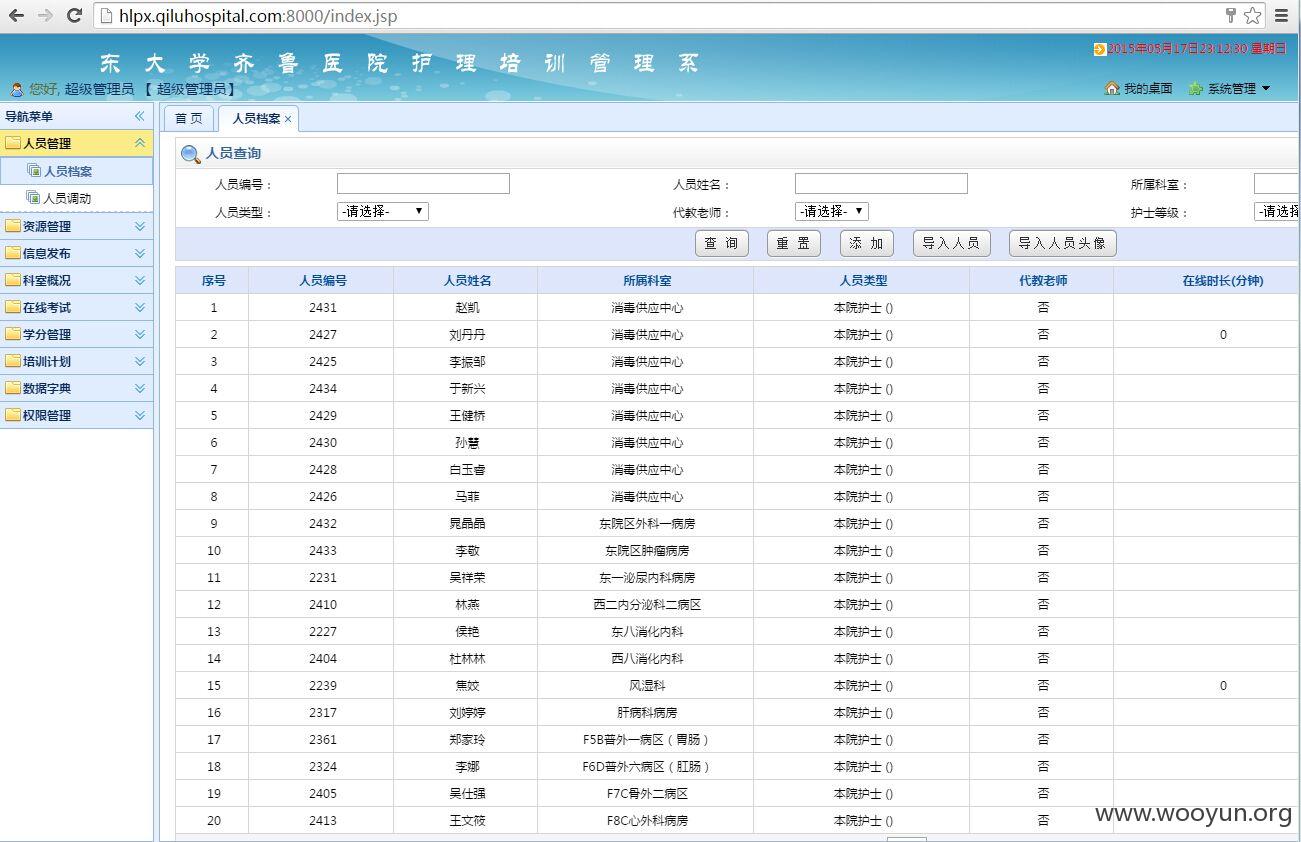 hlpx.qiluhospital.com:8000/index.jsp
东大学齐鲁医院护理培训管理系
2015年05月17日23:12:30 星期日
您好, 超级管理员 【 超级管理员】
我的桌面 系统管理
导航菜单
首 页 人员档案
人员管理
人员档案
人员调动
资源管理
信息发布
科室概况
在线考试
学分管理
培训计划
数据字典
权限管理
人员查询
人员编号： 人员姓名： 所属科室：
人员类型： -请选择- 代教老师： -请选择- 护士等级： -请选择
查 询 重 置 添 加 导入人员 导入人员头像
序号 人员编号 人员姓名 所属科室 人员类型 代教老师 在线时长(分钟)
1 2431 赵凯 消毒供应中心 本院护士 () 否
2 2427 刘丹丹 消毒供应中心 本院护士 () 否 0
3 2425 李振邹 消毒供应中心 本院护士 () 否
4 2434 于新兴 消毒供应中心 本院护士 () 否
5 2429 王健桥 消毒供应中心 本院护士 () 否
6 2430 孙慧 消毒供应中心 本院护士 () 否
7 2428 白玉睿 消毒供应中心 本院护士 () 否
8 2426 马菲 消毒供应中心 本院护士 () 否
9 2432 晁晶晶 东院区外科一病房 本院护士 () 否
10 2433 李敬 东院区肿瘤病房 本院护士 () 否
11 2231 吴祥荣 东一泌尿内科病房 本院护士 () 否
12 2410 林燕 西二内分泌科二病区 本院护士 () 否
13 2227 侯艳 东八消化内科 本院护士 () 否
14 2404 杜林林 西八消化内科 本院护士 () 否
15 2239 焦姣 风湿科 本院护士 () 否 0
16 2317 刘婷婷 肝病科病房 本院护士 () 否
17 2361 郑家玲 F5B普外一病区（胃肠） 本院护士 () 否
18 2324 李娜 F6D普外六病区（肛肠） 本院护士 () 否
19 2405 吴仕强 F7C骨外二病区 本院护士 () 否
20 2413 王文筱 F8C心外科病房 本院护士 () 否
www.wooyun.org